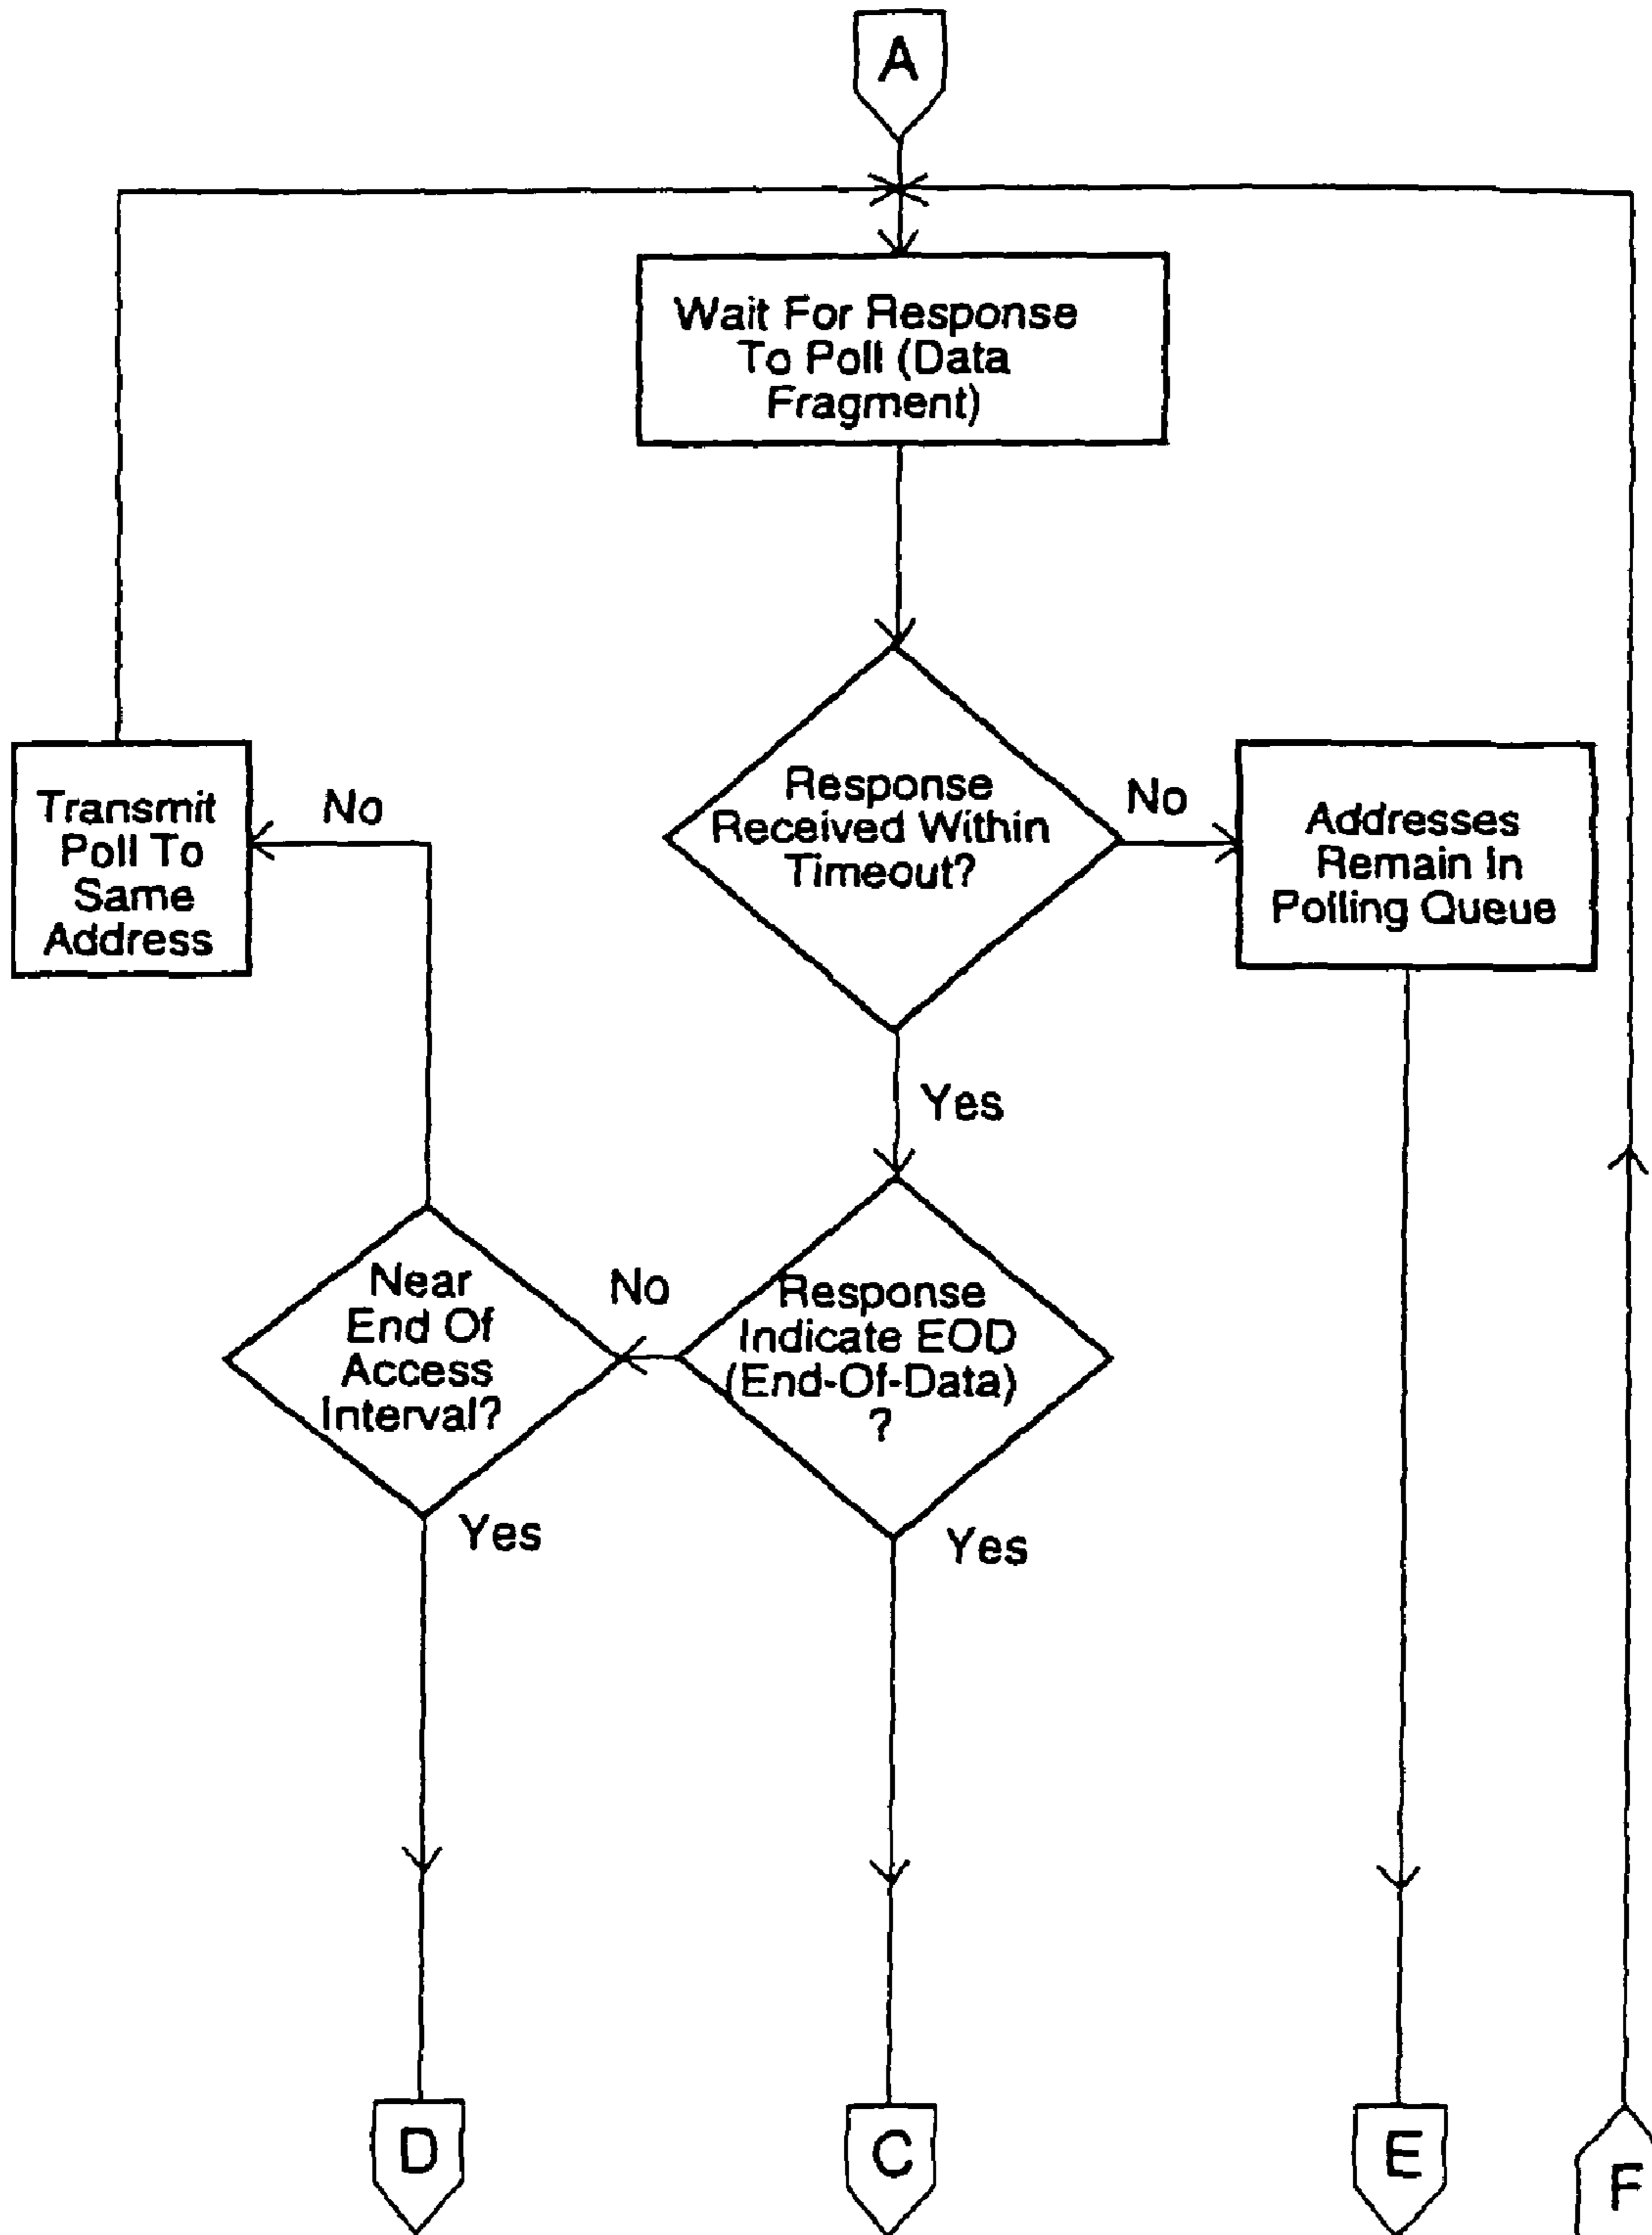 A
Wait For Response
To Poll (Data
Fragment)
Response
Received Within
Timeout?
No
Addresses
Remain In
Polling Queue
Transmit
Poll To
Same
Address
No
Yes
Near
End Of
Access
Interval?
No
Response
Indicate EOD
(End-Of-Data)
?
Yes
Yes
D
C
E
F